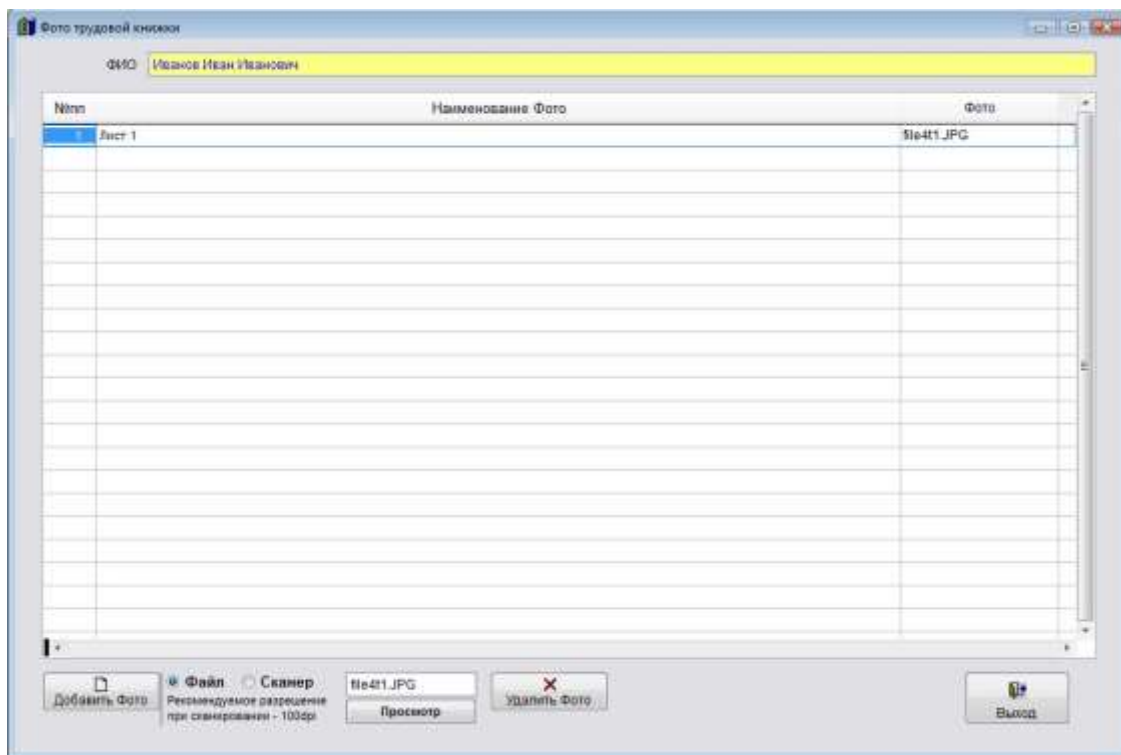 Фото трудовой книжки
ФИО Иванов Иван Иванович
№пп Наименование Фото Фото
1 Лист 1 file4t1.JPG
Добавить Фото
Файл Сканер
Рекомендуемое разрешение
при сканировании - 100dpi
file4t1.JPG
Просмотр
Удалить Фото
Выход